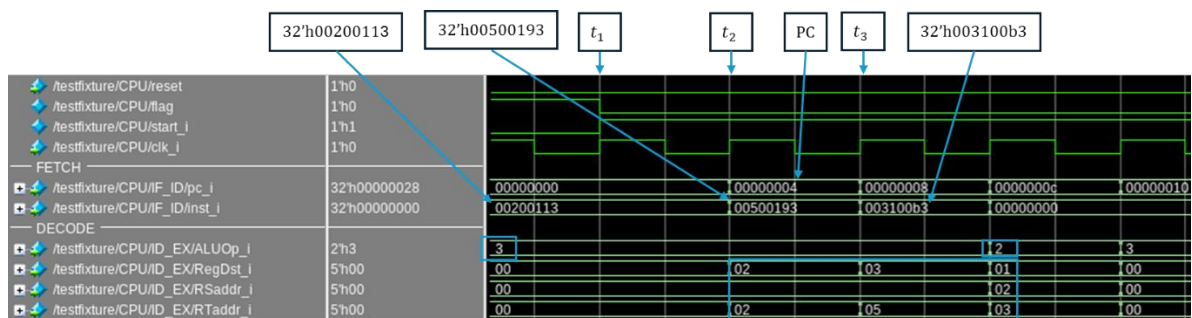 32'h00200113 32'h00500193 t₁ t₂ PC t₃ 32'h003100b3
/testfixture/CPU/reset 1'h0
/testfixture/CPU/flag 1'h0
/testfixture/CPU/start_i 1'h1
/testfixture/CPU/clk_i 1'h0
FETCH
/testfixture/CPU/IF_ID/pc_i 32'h00000028 00000000 00000004 00000008 0000000c 00000010
/testfixture/CPU/IF_ID/inst_i 32'h00000000 00200113 00500193 003100b3 00000000
DECODE
/testfixture/CPU/ID_EX/ALUOp_i 2'h3 3 2 3
/testfixture/CPU/ID_EX/RegDst_i 5'h00 00 02 03 01 00
/testfixture/CPU/ID_EX/RSaddr_i 5'h00 00 02 00
/testfixture/CPU/ID_EX/RTaddr_i 5'h00 00 02 05 03 00